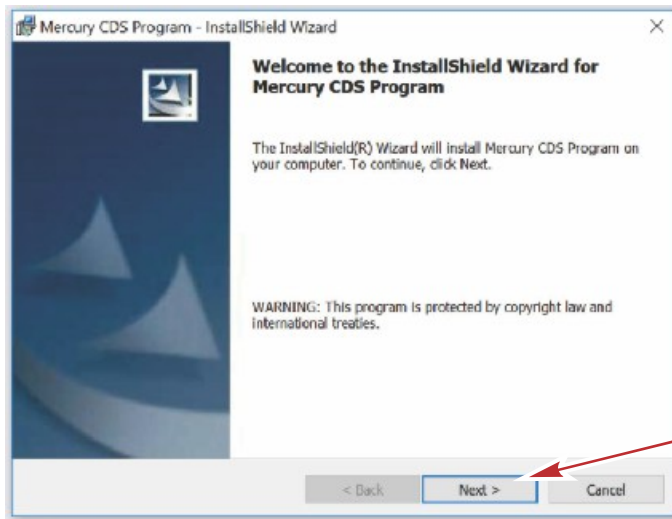 Mercury CDS Program - InstallShield Wizard
Welcome to the InstallShield Wizard for
Mercury CDS Program
The InstallShield(R) Wizard will install Mercury CDS Program on
your computer. To continue, click Next.
WARNING: This program is protected by copyright law and
international treaties.
< Back Next > Cancel